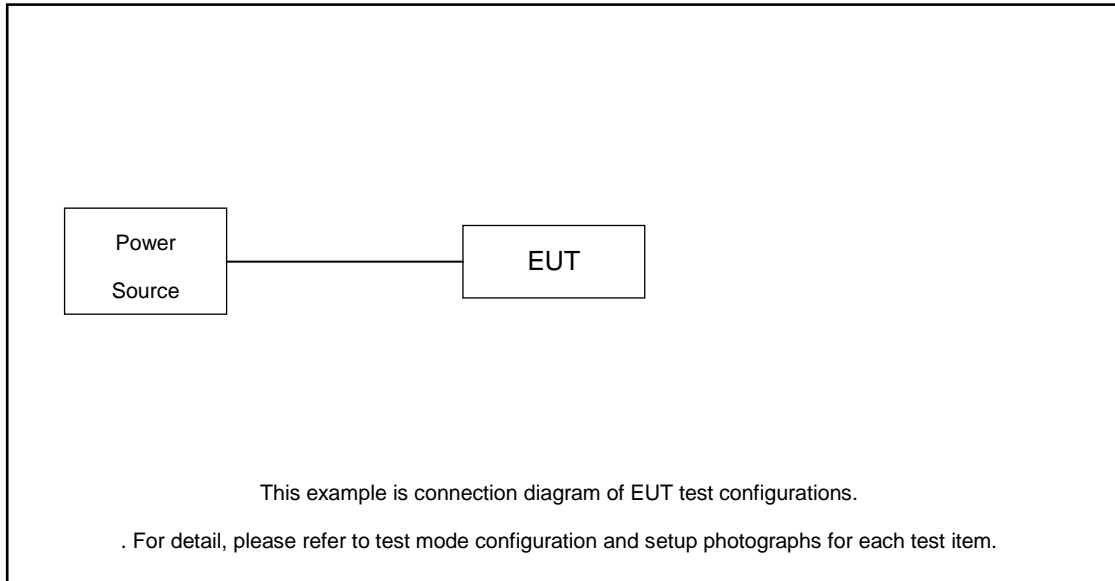 Power
Source
EUT
This example is connection diagram of EUT test configurations.
. For detail, please refer to test mode configuration and setup photographs for each test item.